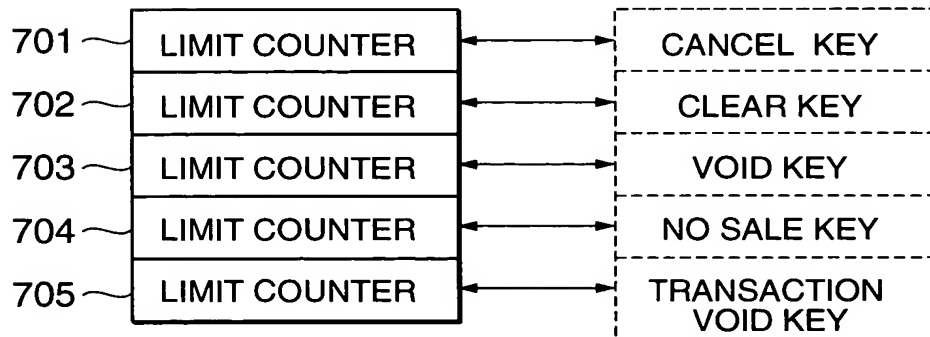 701 LIMIT COUNTER CANCEL KEY
702 LIMIT COUNTER CLEAR KEY
703 LIMIT COUNTER VOID KEY
704 LIMIT COUNTER NO SALE KEY
705 LIMIT COUNTER TRANSACTION
VOID KEY